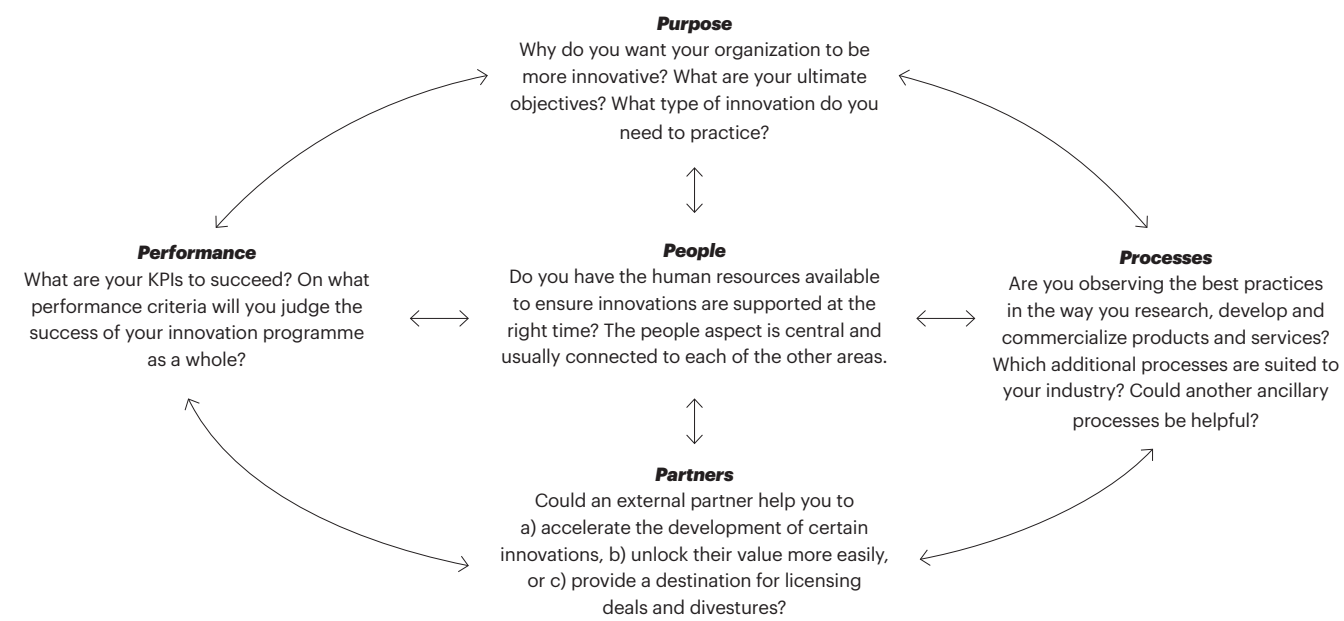 Purpose
Why do you want your organization to be
more innovative? What are your ultimate
objectives? What type of innovation do you
need to practice?
Performance
What are your KPIs to succeed? On what
performance criteria will you judge the
success of your innovation programme
as a whole?
People
Do you have the human resources available
to ensure innovations are supported at the
right time? The people aspect is central and
usually connected to each of the other areas.
Processes
Are you observing the best practices
in the way you research, develop and
commercialize products and services?
Which additional processes are suited to
your industry? Could another ancillary
processes be helpful?
Partners
Could an external partner help you to
a) accelerate the development of certain
innovations, b) unlock their value more easily,
or c) provide a destination for licensing
deals and divestures?